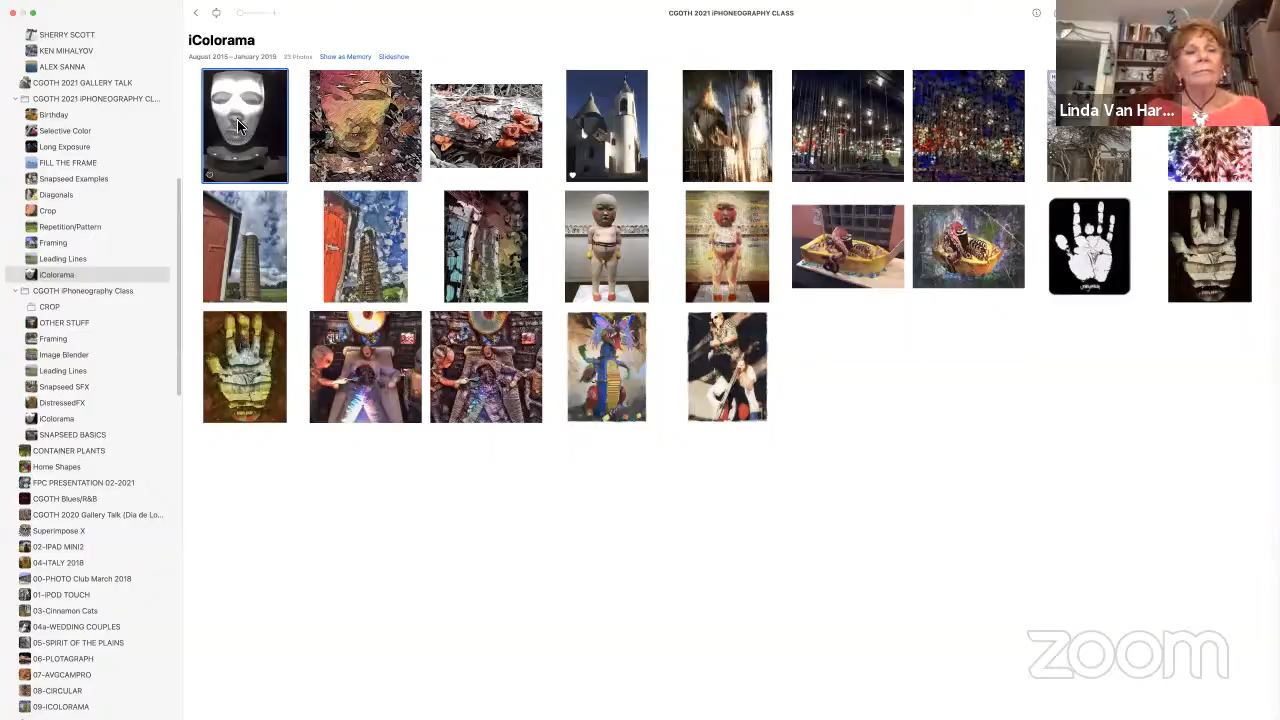 CGOTH 2021 iPHONEOGRAPHY CLASS
iColorama
August 2015–January 2019 23 Photos Show as Memory Slideshow
Linda Van Har...
SHERRY SCOTT
KEN MIHALYOV
ALEX SANNA
CGOTH 2021 GALLERY TALK
CGOTH 2021 iPHONEOGRAPHY CL...
Birthday
Selective Color
Long Exposure
FILL THE FRAME
Snapseed Examples
Diagonals
Crop
Repetition/Pattern
Framing
Leading Lines
iColorama
CGOTH iPhoneography Class
CROP
OTHER STUFF
Framing
Image Blender
Leading Lines
Snapseed SFX
DistressedFX
iColorama
SNAPSEED BASICS
CONTAINER PLANTS
Home Shapes
FPC PRESENTATION 02-2021
CGOTH Blues/R&B
CGOTH 2020 Gallery Talk (Dia de Lo...
Superimpose X
02-IPAD MINI2
04-ITALY 2018
00-PHOTO Club March 2018
01-iPOD TOUCH
03-Cinnamon Cats
04a-WEDDING COUPLES
05-SPIRIT OF THE PLAINS
06-PLOTAGRAPH
07-AVGCAMPRO
08-CIRCULAR
09-ICOLORAMA
zoom